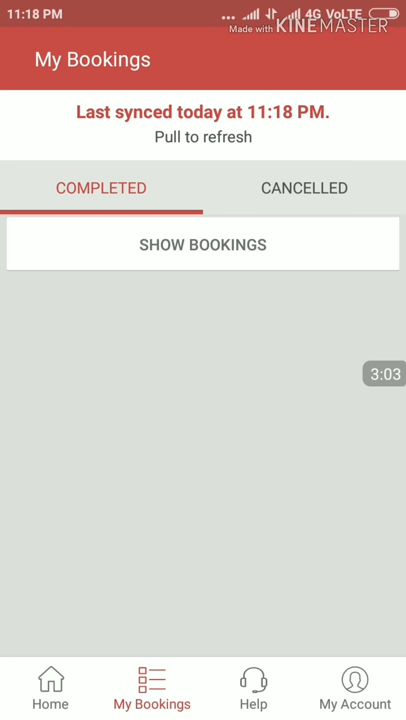 11:18 PM
4G VoLTE
Made with KINEMASTER
My Bookings
Last synced today at 11:18 PM.
Pull to refresh
COMPLETED
CANCELLED
SHOW BOOKINGS
3:03
Home
My Bookings
Help
My Account